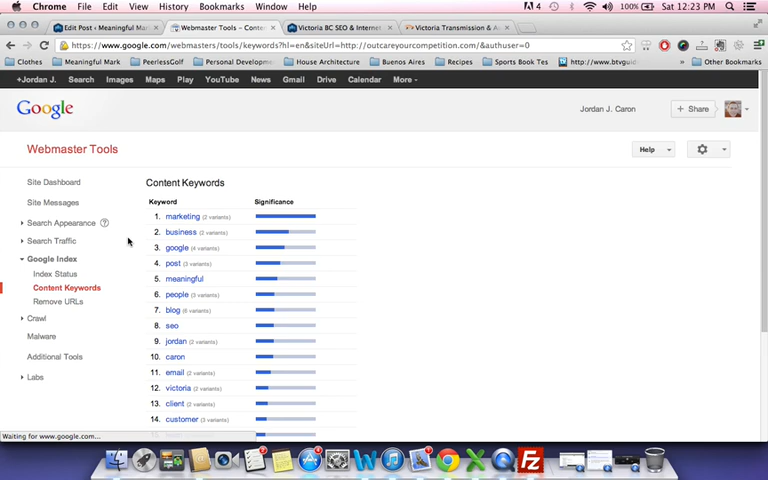 Chrome File Edit View History Bookmarks Window Help 4 100% Sat 12:23 PM
Edit Post ‹ Meaningful Mar Webmaster Tools - Conten Victoria BC SEO & Internet Victoria Transmission & A
https://www.google.com/webmasters/tools/keywords?hl=en&siteUrl=http://outcareyourcompetition.com/&authuser=0
Clothes Meaningful Mark PeerlessGolf Personal Developm House Architecture Buenos Aires Recipes Sports Book Tes http://www.btvguid Other Bookmarks
+Jordan J. Search Images Maps Play YouTube News Gmail Drive Calendar More
Google Jordan J. Caron + Share
Webmaster Tools Help
Site Dashboard
Site Messages
Search Appearance ?
Search Traffic
Google Index
Index Status
Content Keywords
Remove URLs
Crawl
Malware
Additional Tools
Labs
Content Keywords
Keyword Significance
1. marketing (2 variants)
2. business (2 variants)
3. google (4 variants)
4. post (3 variants)
5. meaningful
6. people (3 variants)
7. blog (6 variants)
8. seo
9. jordan (2 variants)
10. caron
11. email (2 variants)
12. victoria (2 variants)
13. client (2 variants)
14. customer (3 variants)
Waiting for www.google.com...